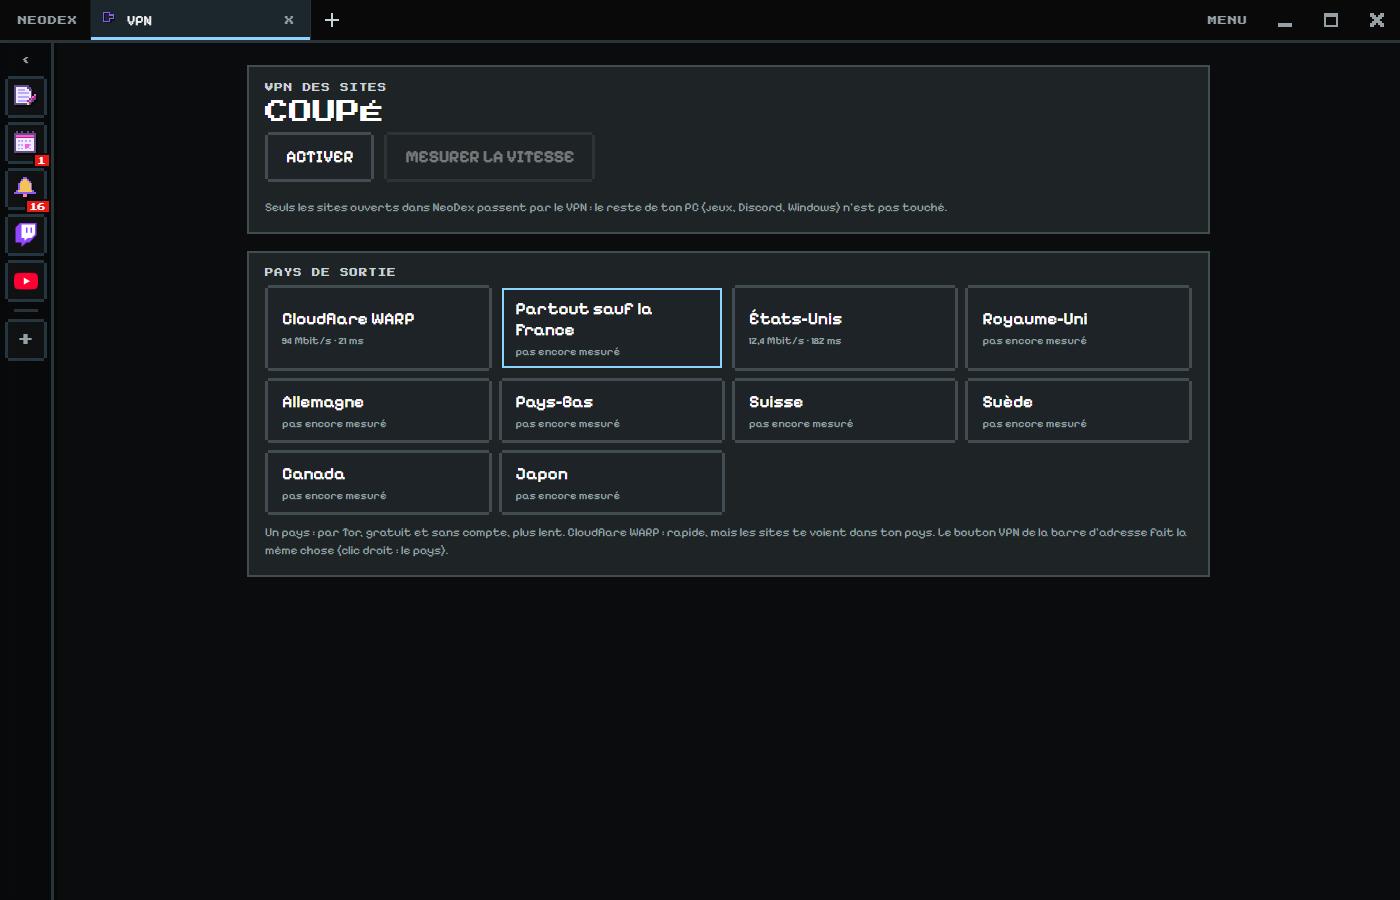 NEODEX
VPN
MENU
1
16
VPN DES SITES
COUPÉ
ACTIVER
MESURER LA VITESSE
Seuls les sites ouverts dans NeoDex passent par le VPN : le reste de ton PC (jeux, Discord, Windows) n'est pas touché.
PAYS DE SORTIE
Cloudflare WARP
94 Mbit/s · 21 ms
Partout sauf la
France
pas encore mesuré
États-Unis
12,4 Mbit/s · 182 ms
Royaume-Uni
pas encore mesuré
Allemagne
pas encore mesuré
Pays-Bas
pas encore mesuré
Suisse
pas encore mesuré
Suède
pas encore mesuré
Canada
pas encore mesuré
Japon
pas encore mesuré
Un pays : par Tor, gratuit et sans compte, plus lent. Cloudflare WARP : rapide, mais les sites te voient dans ton pays. Le bouton VPN de la barre d'adresse fait la
même chose (clic droit : le pays).